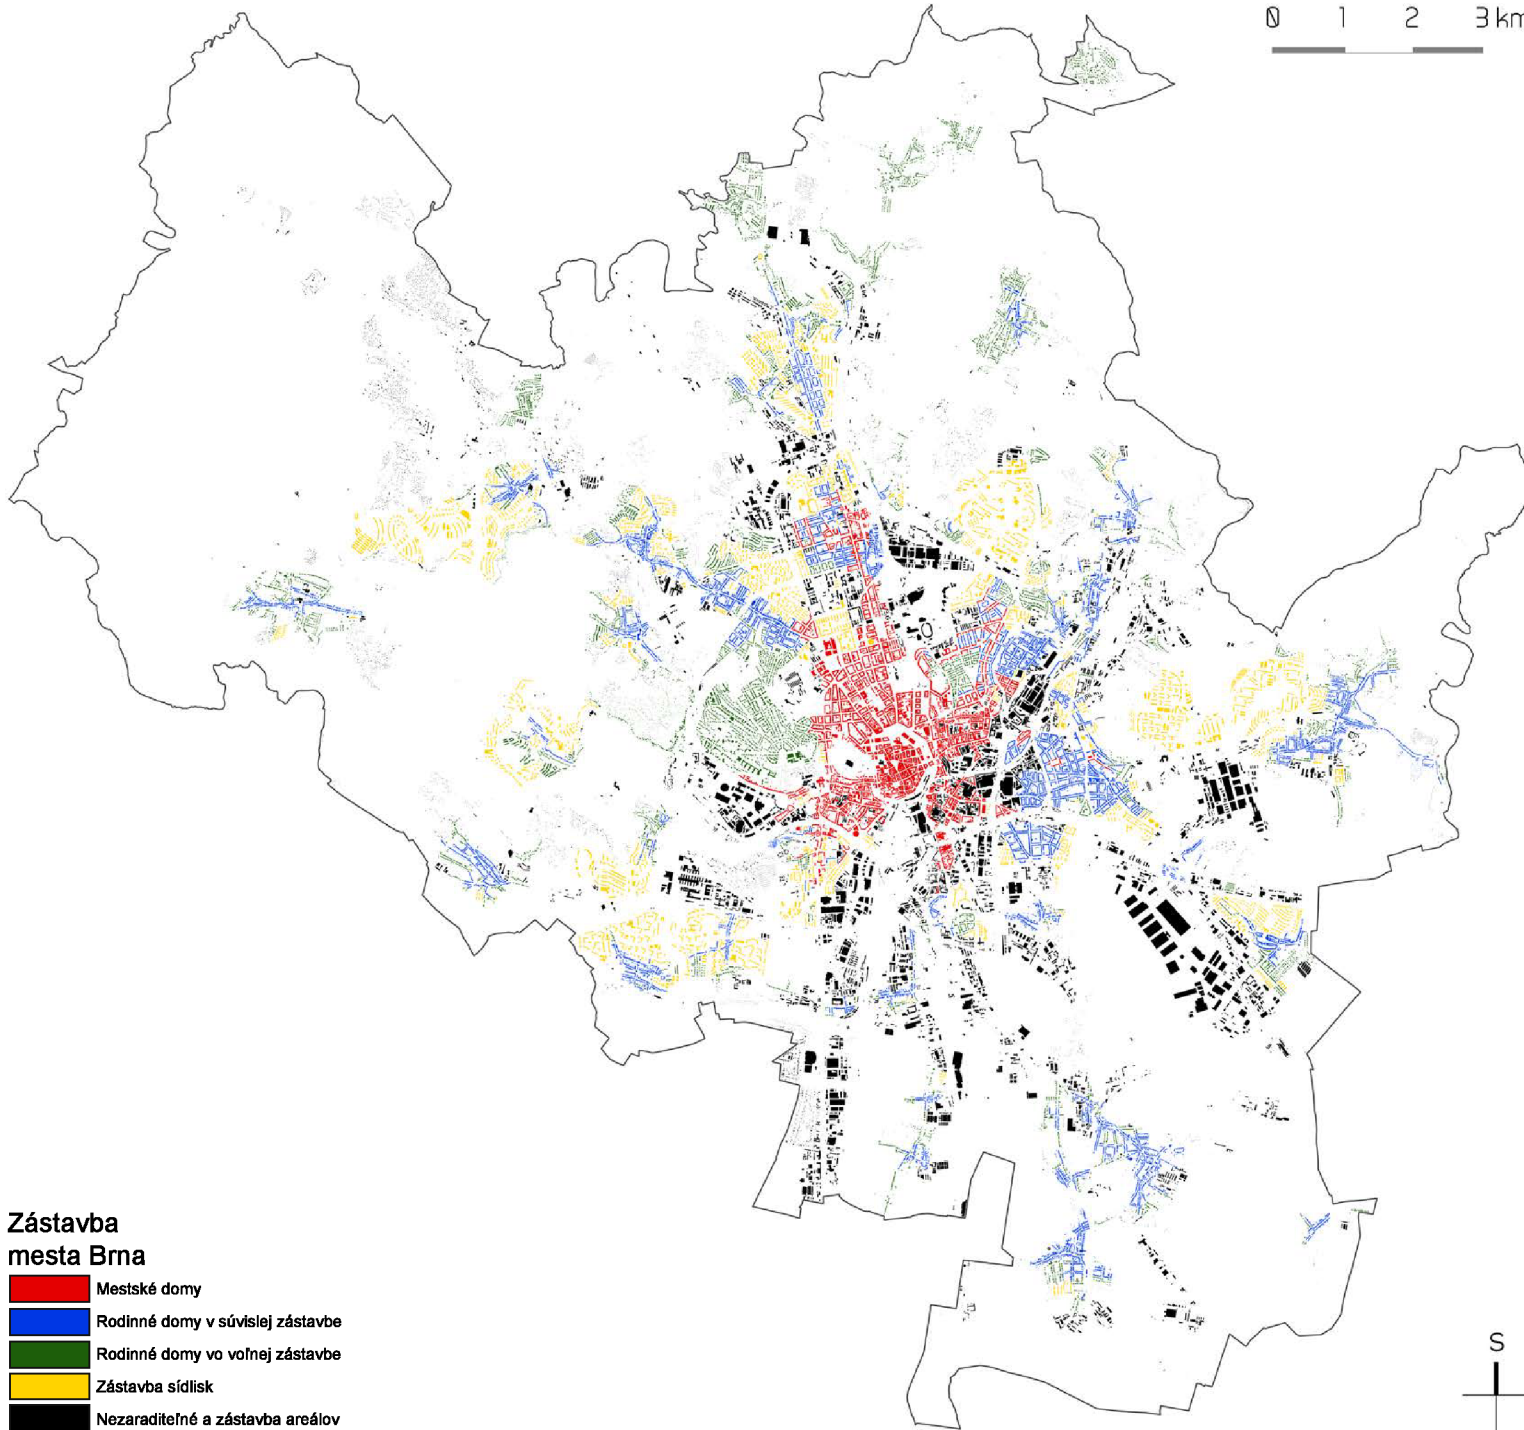 0 1 2 3 km
Zástavba
mesta Brna
Mestské domy
Rodinné domy v súvislej zástavbe
Rodinné domy vo voľnej zástavbe
Zástavba sídlisk
Nezaraditeľné a zástavba areálov
S